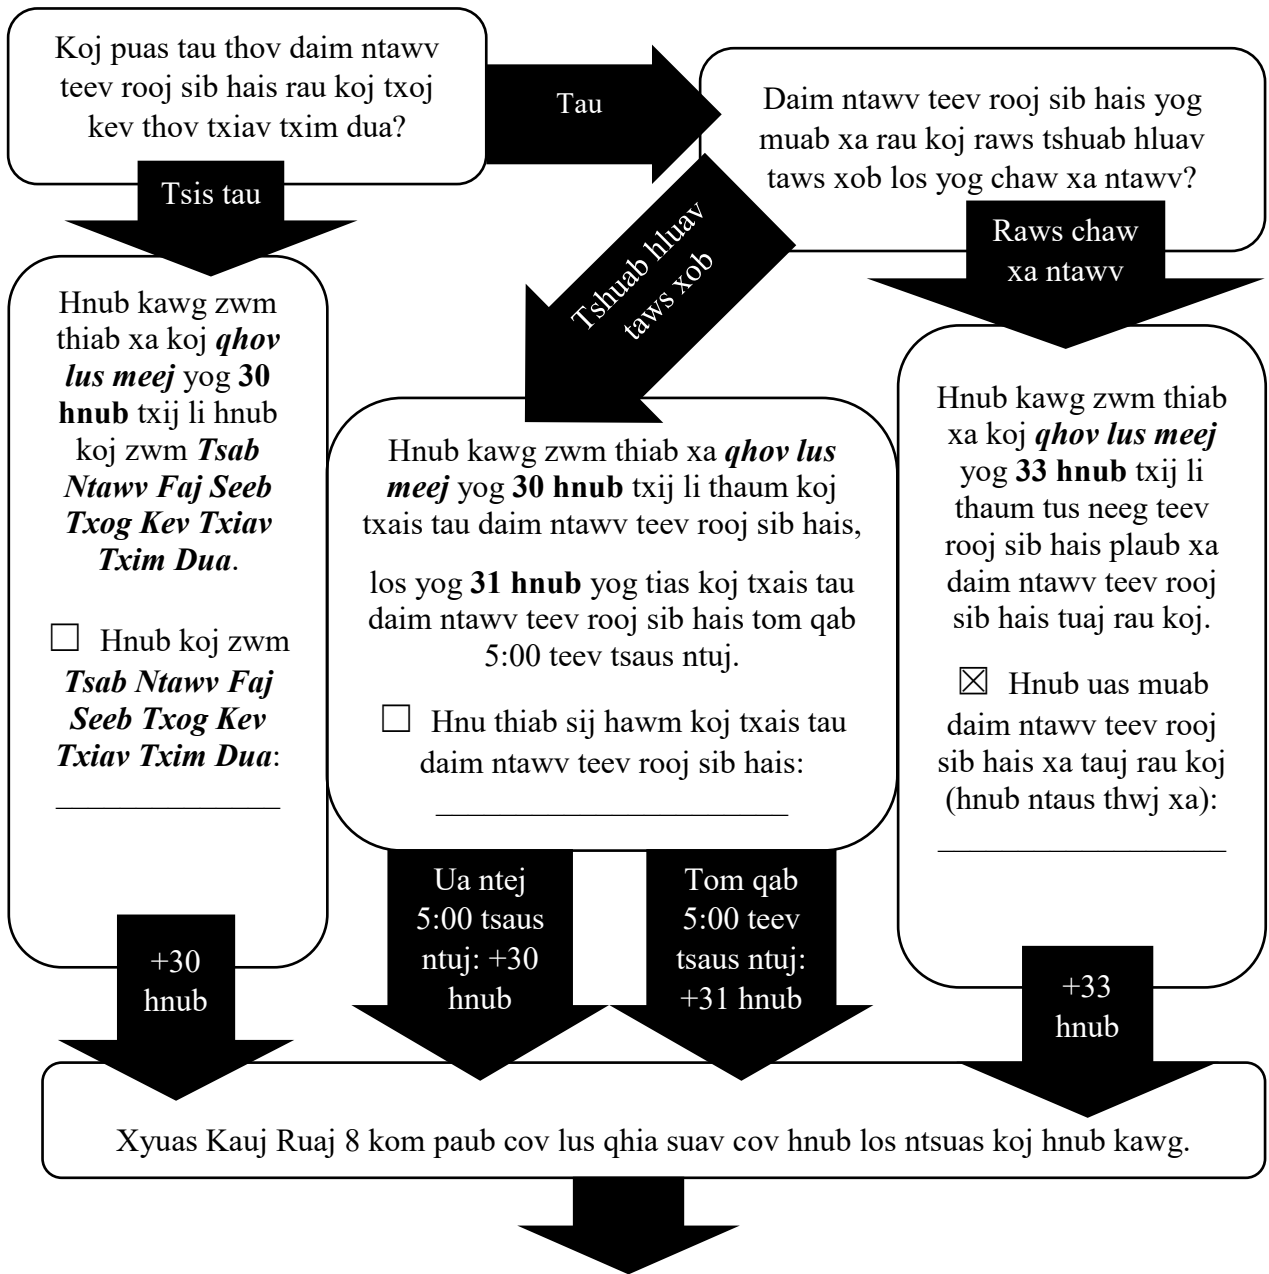 Koj puas tau thov daim ntawv
teev rooj sib hais rau koj txoj
kev thov txiav txim dua?
Tau
Daim ntawv teev rooj sib hais yog
muab xa rau koj raws tshuab hluav
taws xob los yog chaw xa ntawv?
Tsis tau
Tshuab hluav
taws xob
Raws chaw
xa ntawv
Hnub kawg zwm
thiab xa koj qhov
lus meej yog 30
hnub txij li hnub
koj zwm Tsab
Ntawv Faj Seeb
Txog Kev Txiav
Txim Dua.
☐ Hnub koj zwm
Tsab Ntawv Faj
Seeb Txog Kev
Txiav Txim Dua:
Hnub kawg zwm thiab xa qhov lus
meej yog 30 hnub txij li thaum koj
txais tau daim ntawv teev rooj sib hais,
los yog 31 hnub yog tias koj txais tau
daim ntawv teev rooj sib hais tom qab
5:00 teev tsaus ntuj.
☐ Hnu thiab sij hawm koj txais tau
daim ntawv teev rooj sib hais:
Hnub kawg zwm thiab
xa koj qhov lus meej
yog 33 hnub txij li
thaum tus neeg teev
rooj sib hais plaub xa
daim ntawv teev rooj
sib hais tuaj rau koj.
☒ Hnub uas muab
daim ntawv teev rooj
sib hais xa tauj rau koj
(hnub ntaus thwj xa):
+30
hnub
Ua ntej
5:00 tsaus
ntuj: +30
hnub
Tom qab
5:00 teev
tsaus ntuj:
+31 hnub
+33
hnub
Xyuas Kauj Ruaj 8 kom paub cov lus qhia suav cov hnub los ntsuas koj hnub kawg.